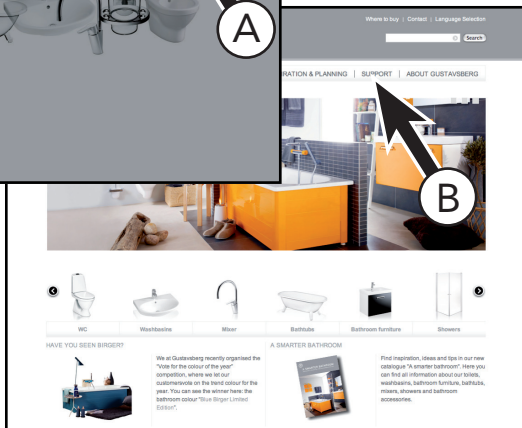 A
Where to buy | Contact | Language Selection
Search
RATION & PLANNING | SUPPORT | ABOUT GUSTAVSBERG
B
WC Washbasins Mixer Bathtubs Bathroom furniture Showers
HAVE YOU SEEN BIRGER?
We at Gustavsberg recently organised the
"Vote for the colour of the year"
competition, where we let our
customersvote on the trend colour for the
year. You can see the winner here: the
bathroom colour "Blue Birger Limited
Edition".
A SMARTER BATHROOM
Find inspiration, ideas and tips in our new
catalogue "A smarter bathroom". Here you
can find all information about our toilets,
washbasins, bathroom furniture, bathtubs,
mixers, showers and bathroom
accessories.